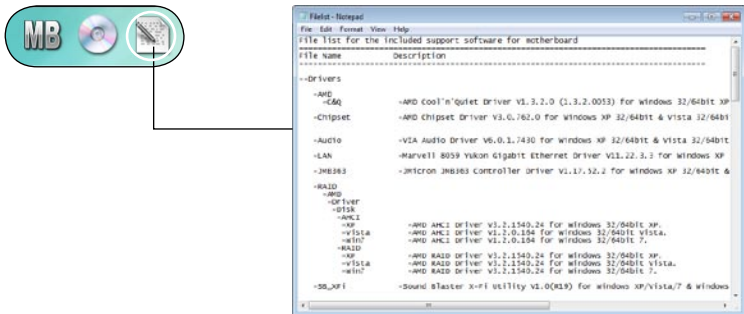 MB
Filelist - Notepad
File Edit Format View Help
File list for the included support software for motherboard
File Name Description
--Drivers
-AMD
-C&Q -AMD Cool'n'Quiet Driver V1.3.2.0 (1.3.2.0053) for Windows 32/64bit XP
-Chipset -AMD Chipset Driver V3.0.762.0 for Windows XP 32/64bit & Vista 32/64bi
-Audio -VIA Audio Driver V6.0.1.7430 for Windows XP 32/64bit & Vista 32/64bit
-LAN -Marvell 8059 Yukon Gigabit Ethernet Driver V11.22.3.3 for Windows XP
-JMB363 -JMicron JMB363 Controller Driver V1.17.52.2 for Windows XP 32/64bit &
-RAID
-AMD
-Driver
-Disk
-AHCI
-XP -AMD AHCI Driver V3.2.1540.24 for Windows 32/64bit XP.
-Vista -AMD AHCI Driver V1.2.0.164 for Windows 32/64bit Vista.
-Win7 -AMD AHCI Driver V1.2.0.164 for Windows 32/64bit 7.
-RAID
-XP -AMD RAID Driver V3.2.1540.24 for Windows 32/64bit XP.
-Vista -AMD RAID Driver V3.2.1540.24 for Windows 32/64bit Vista.
-Win7 -AMD RAID Driver V3.2.1540.24 for Windows 32/64bit 7.
-SB_XFi -Sound Blaster X-Fi Utility V1.0(R19) for Windows XP/Vista/7 & Windows